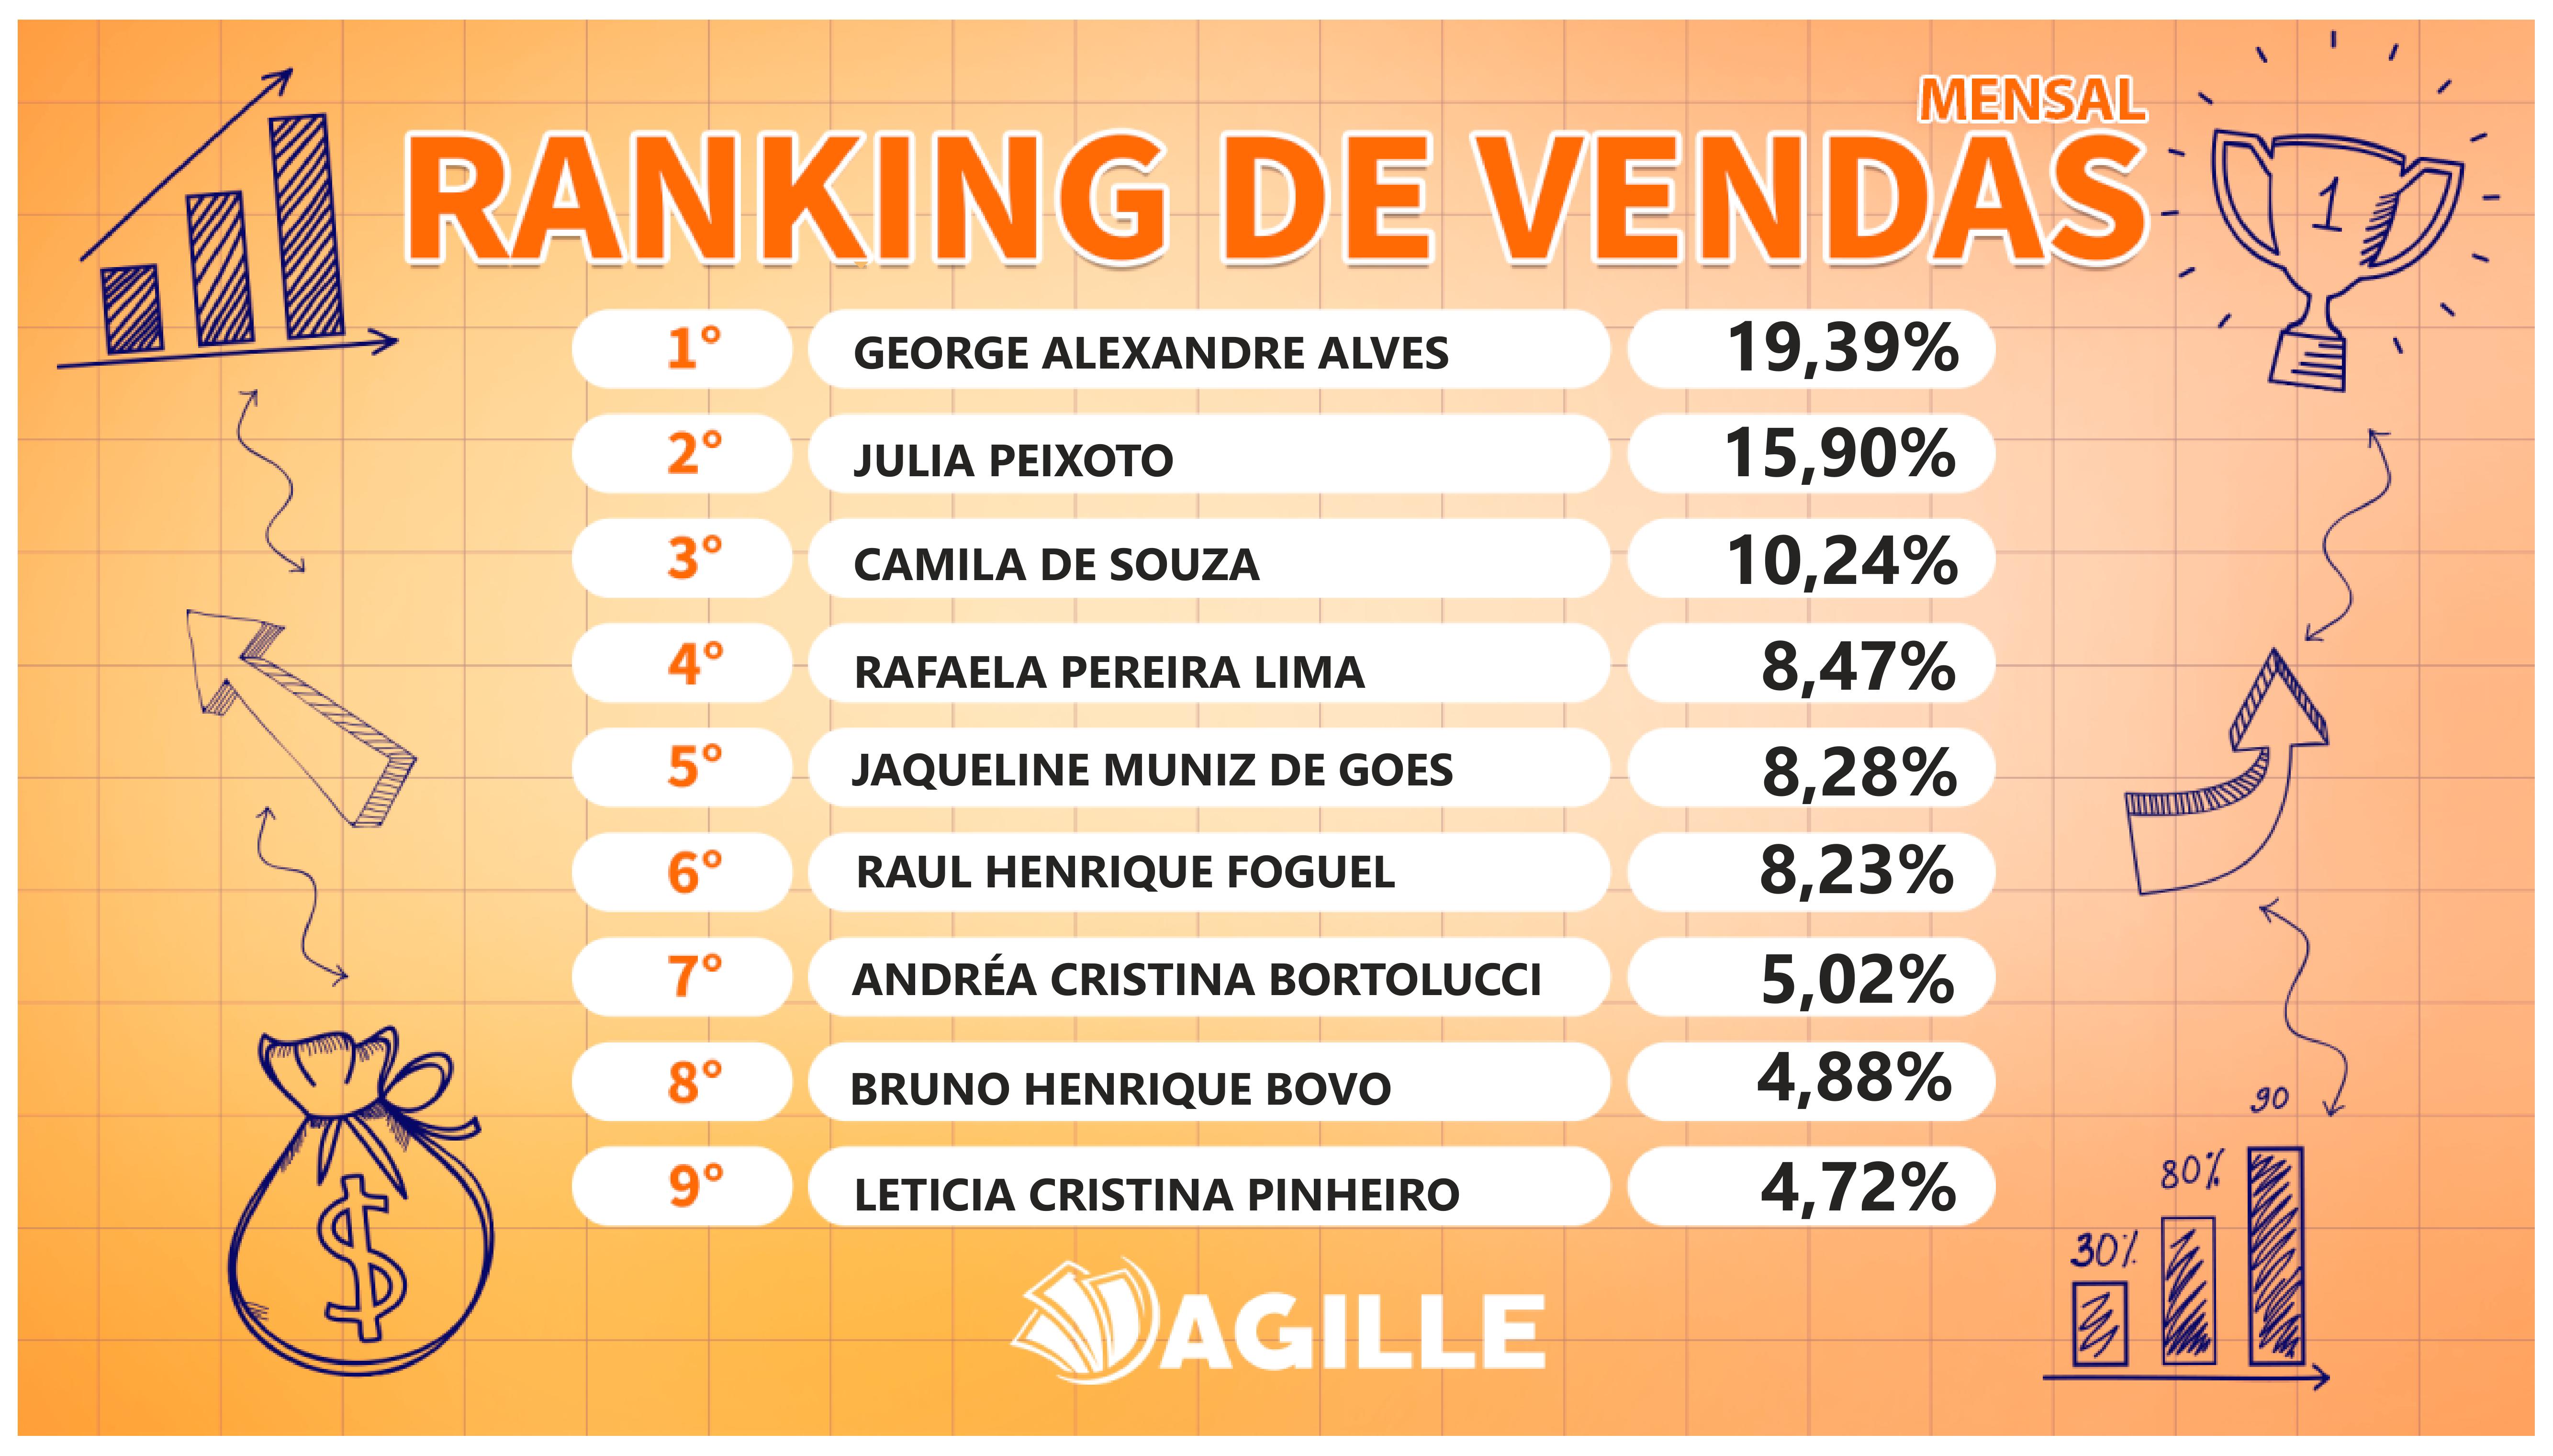 MENSAL
RANKING DE VENDAS
1
1° GEORGE ALEXANDRE ALVES 19,39%
2° JULIA PEIXOTO 15,90%
3° CAMILA DE SOUZA 10,24%
4° RAFAELA PEREIRA LIMA 8,47%
5° JAQUELINE MUNIZ DE GOES 8,28%
6° RAUL HENRIQUE FOGUEL 8,23%
7° ANDRÉA CRISTINA BORTOLUCCI 5,02%
8° BRUNO HENRIQUE BOVO 4,88%
9° LETICIA CRISTINA PINHEIRO 4,72%
$
90
80%
30%
AGILLE